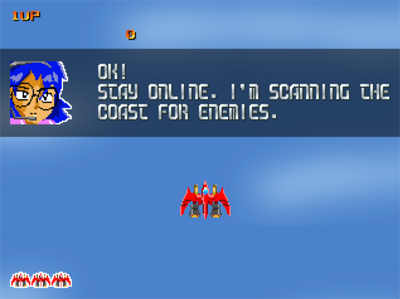 1UP
0
OK!
STAY ONLINE. I'M SCANNING THE
COAST FOR ENEMIES.